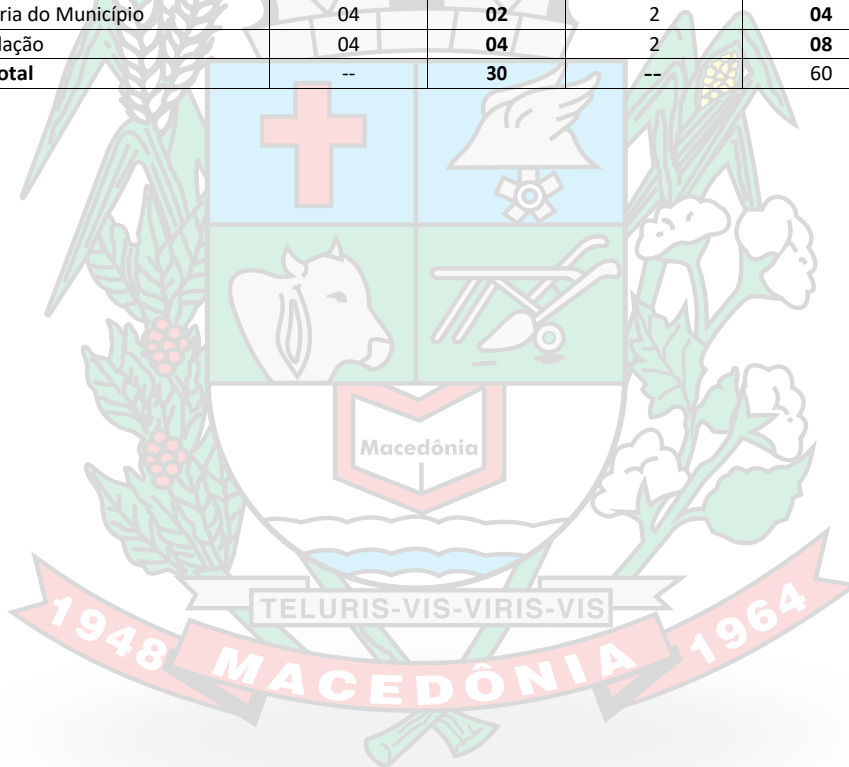 ria do Município 04 02 2 04
lação 04 04 2 08
otal -- 30 -- 60
Macedônia
TELURIS-VIS-VIRIS-VIS
1948 MACEDÔNIA 1964